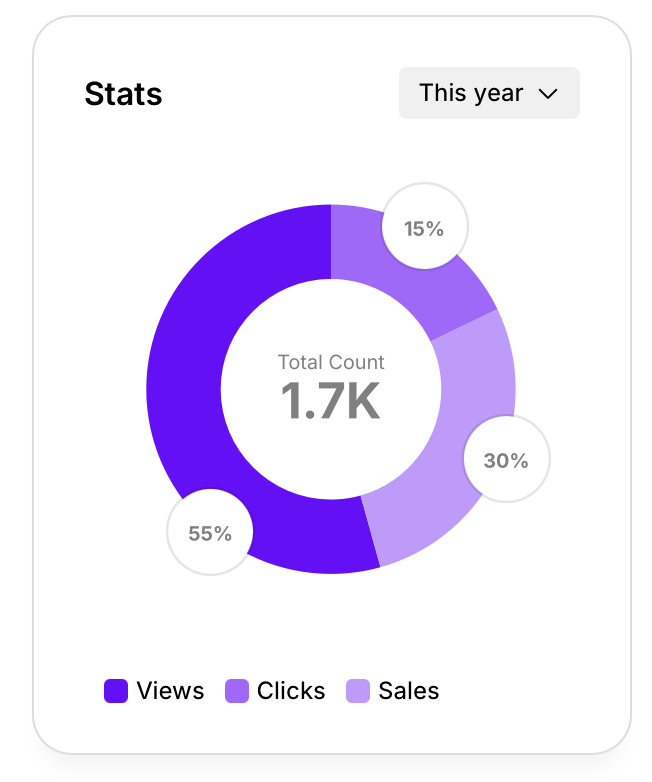 Stats
This year
15%
Total Count
1.7K
30%
55%
Views Clicks Sales